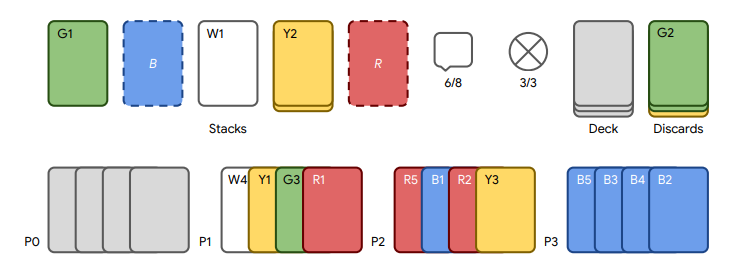 G1 B W1 Y2 R G2
6/8 3/3
Stacks Deck Discards
W4 Y1 G3 R1 R5 B1 R2 Y3 B5 B3 B4 B2
P0 P1 P2 P3